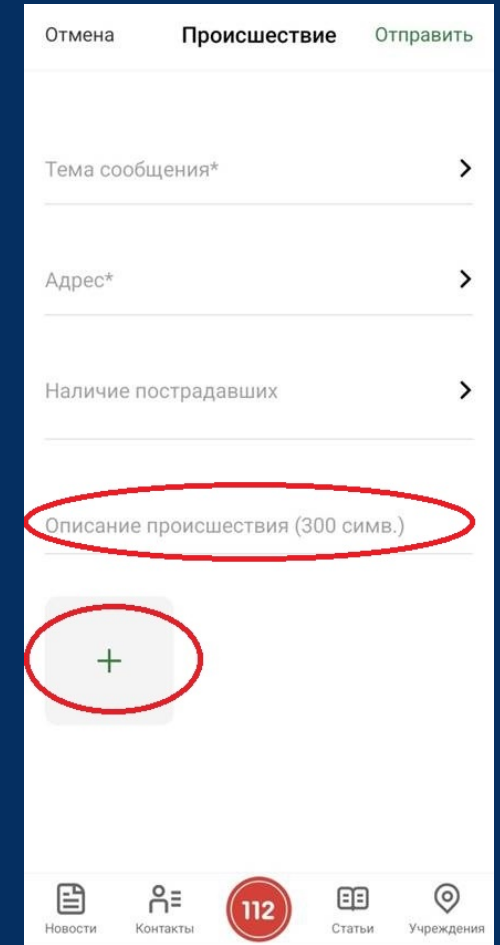 Отмена Происшествие Отправить
Тема сообщения*
Адрес*
Наличие пострадавших
Описание происшествия (300 симв.)
+
112
Новости Контакты Статьи Учреждения